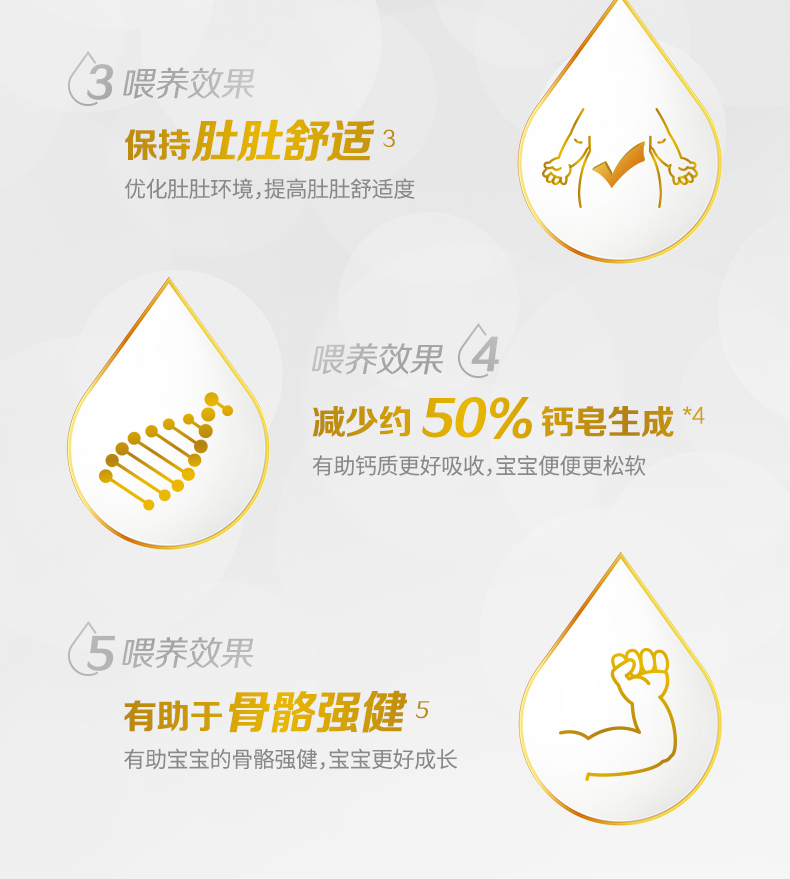 3 喂养效果
保持肚肚舒适 3
优化肚肚环境，提高肚肚舒适度
喂养效果 4
减少约 50% 钙皂生成 *4
有助钙质更好吸收，宝宝便便更松软
5 喂养效果
有助于骨骼强健 5
有助宝宝的骨骼强健，宝宝更好成长